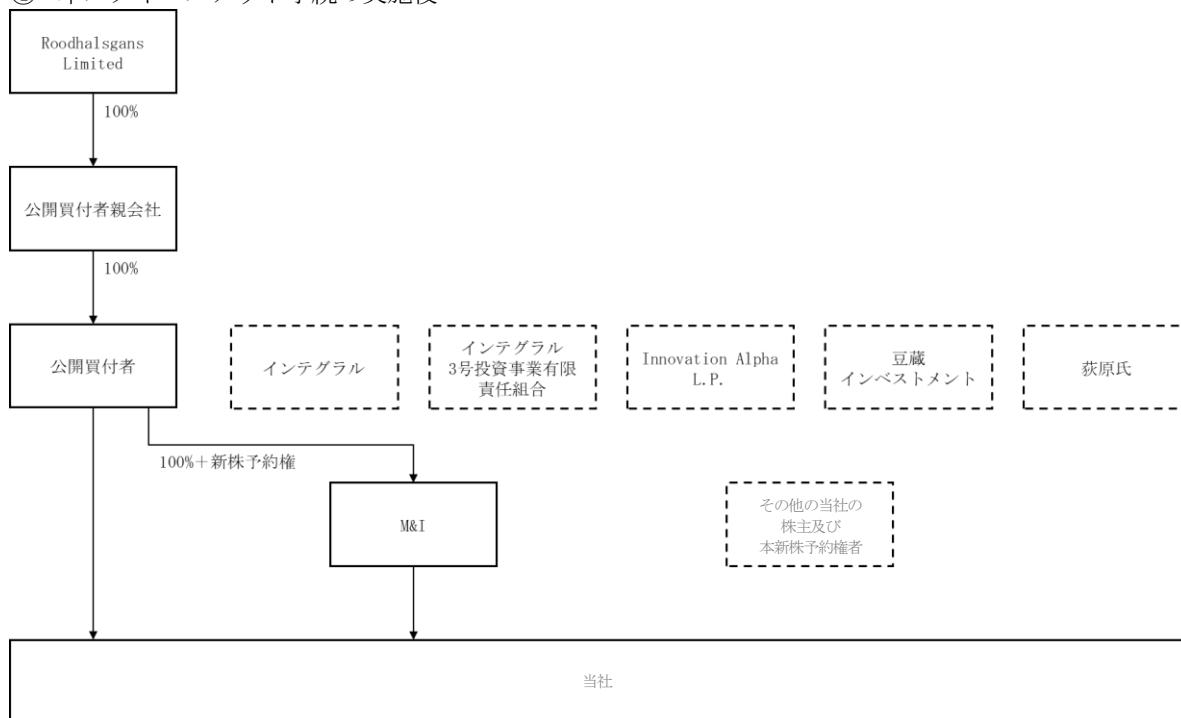 Roodhalsgans
Limited
100%
公開買付者親会社
100%
公開買付者
インテグラル
インテグラル
3号投資事業有限
責任組合
Innovation Alpha
L.P.
豆蔵
インベストメント
荻原氏
100%＋新株予約権
M&I
その他の当社の
株主及び
本新株予約権者
当社